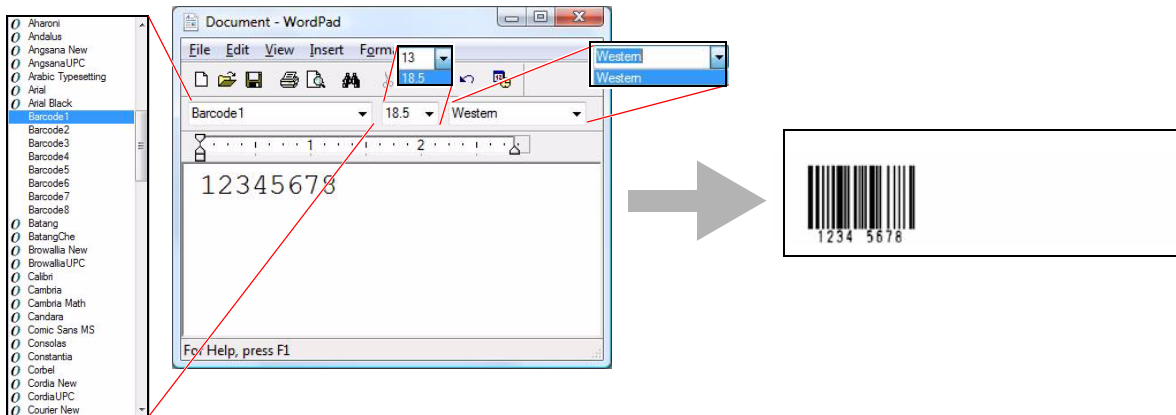 Aharoni
Andalus
Angsana New
AngsanaUPC
Arabic Typesetting
Arial
Arial Black
Barcode1
Barcode2
Barcode3
Barcode4
Barcode5
Barcode6
Barcode7
Barcode8
Batang
BatangChe
Browallia New
BrowalliaUPC
Calibri
Cambria
Cambria Math
Candara
Comic Sans MS
Consolas
Constantia
Corbel
Cordia New
CordiaUPC
Courier New
Document - WordPad
File Edit View Insert Form
13
18.5
Western
Western
Barcode1 18.5 Western
1 2
12345678
For Help, press F1
1234 5678